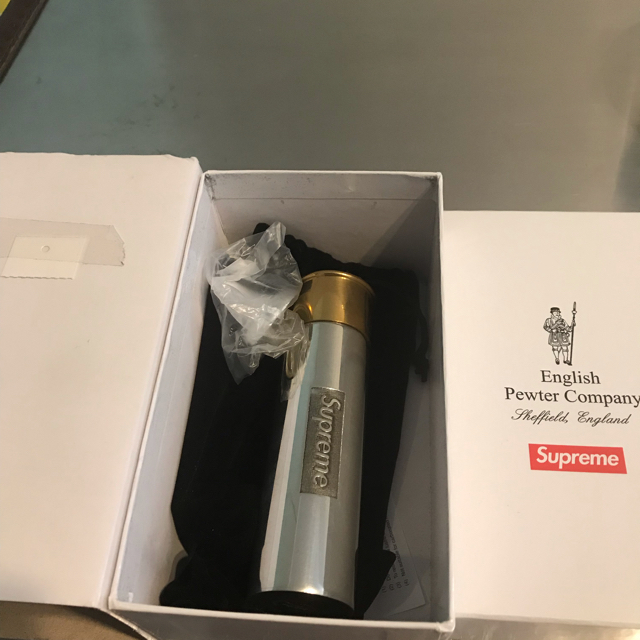 Supreme
English
Pewter Company
Sheffield, England
Supreme